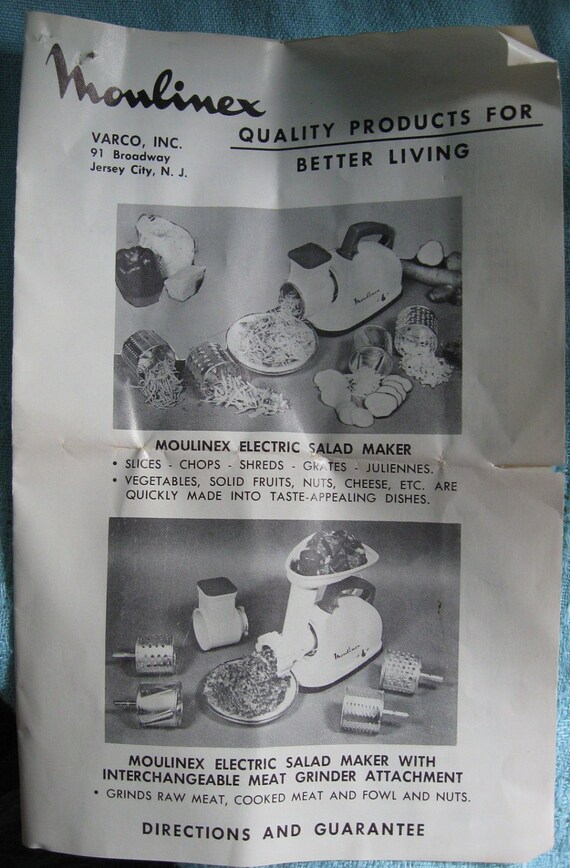 Moulinex
VARCO, INC.
91 Broadway
Jersey City, N. J.
QUALITY PRODUCTS FOR
BETTER LIVING
Moulinex
MOULINEX ELECTRIC SALAD MAKER
• SLICES - CHOPS - SHREDS - GRATES - JULIENNES.
• VEGETABLES, SOLID FRUITS, NUTS, CHEESE, ETC. ARE
QUICKLY MADE INTO TASTE-APPEALING DISHES.
Moulinex
MOULINEX ELECTRIC SALAD MAKER WITH
INTERCHANGEABLE MEAT GRINDER ATTACHMENT
• GRINDS RAW MEAT, COOKED MEAT AND FOWL AND NUTS.
DIRECTIONS AND GUARANTEE